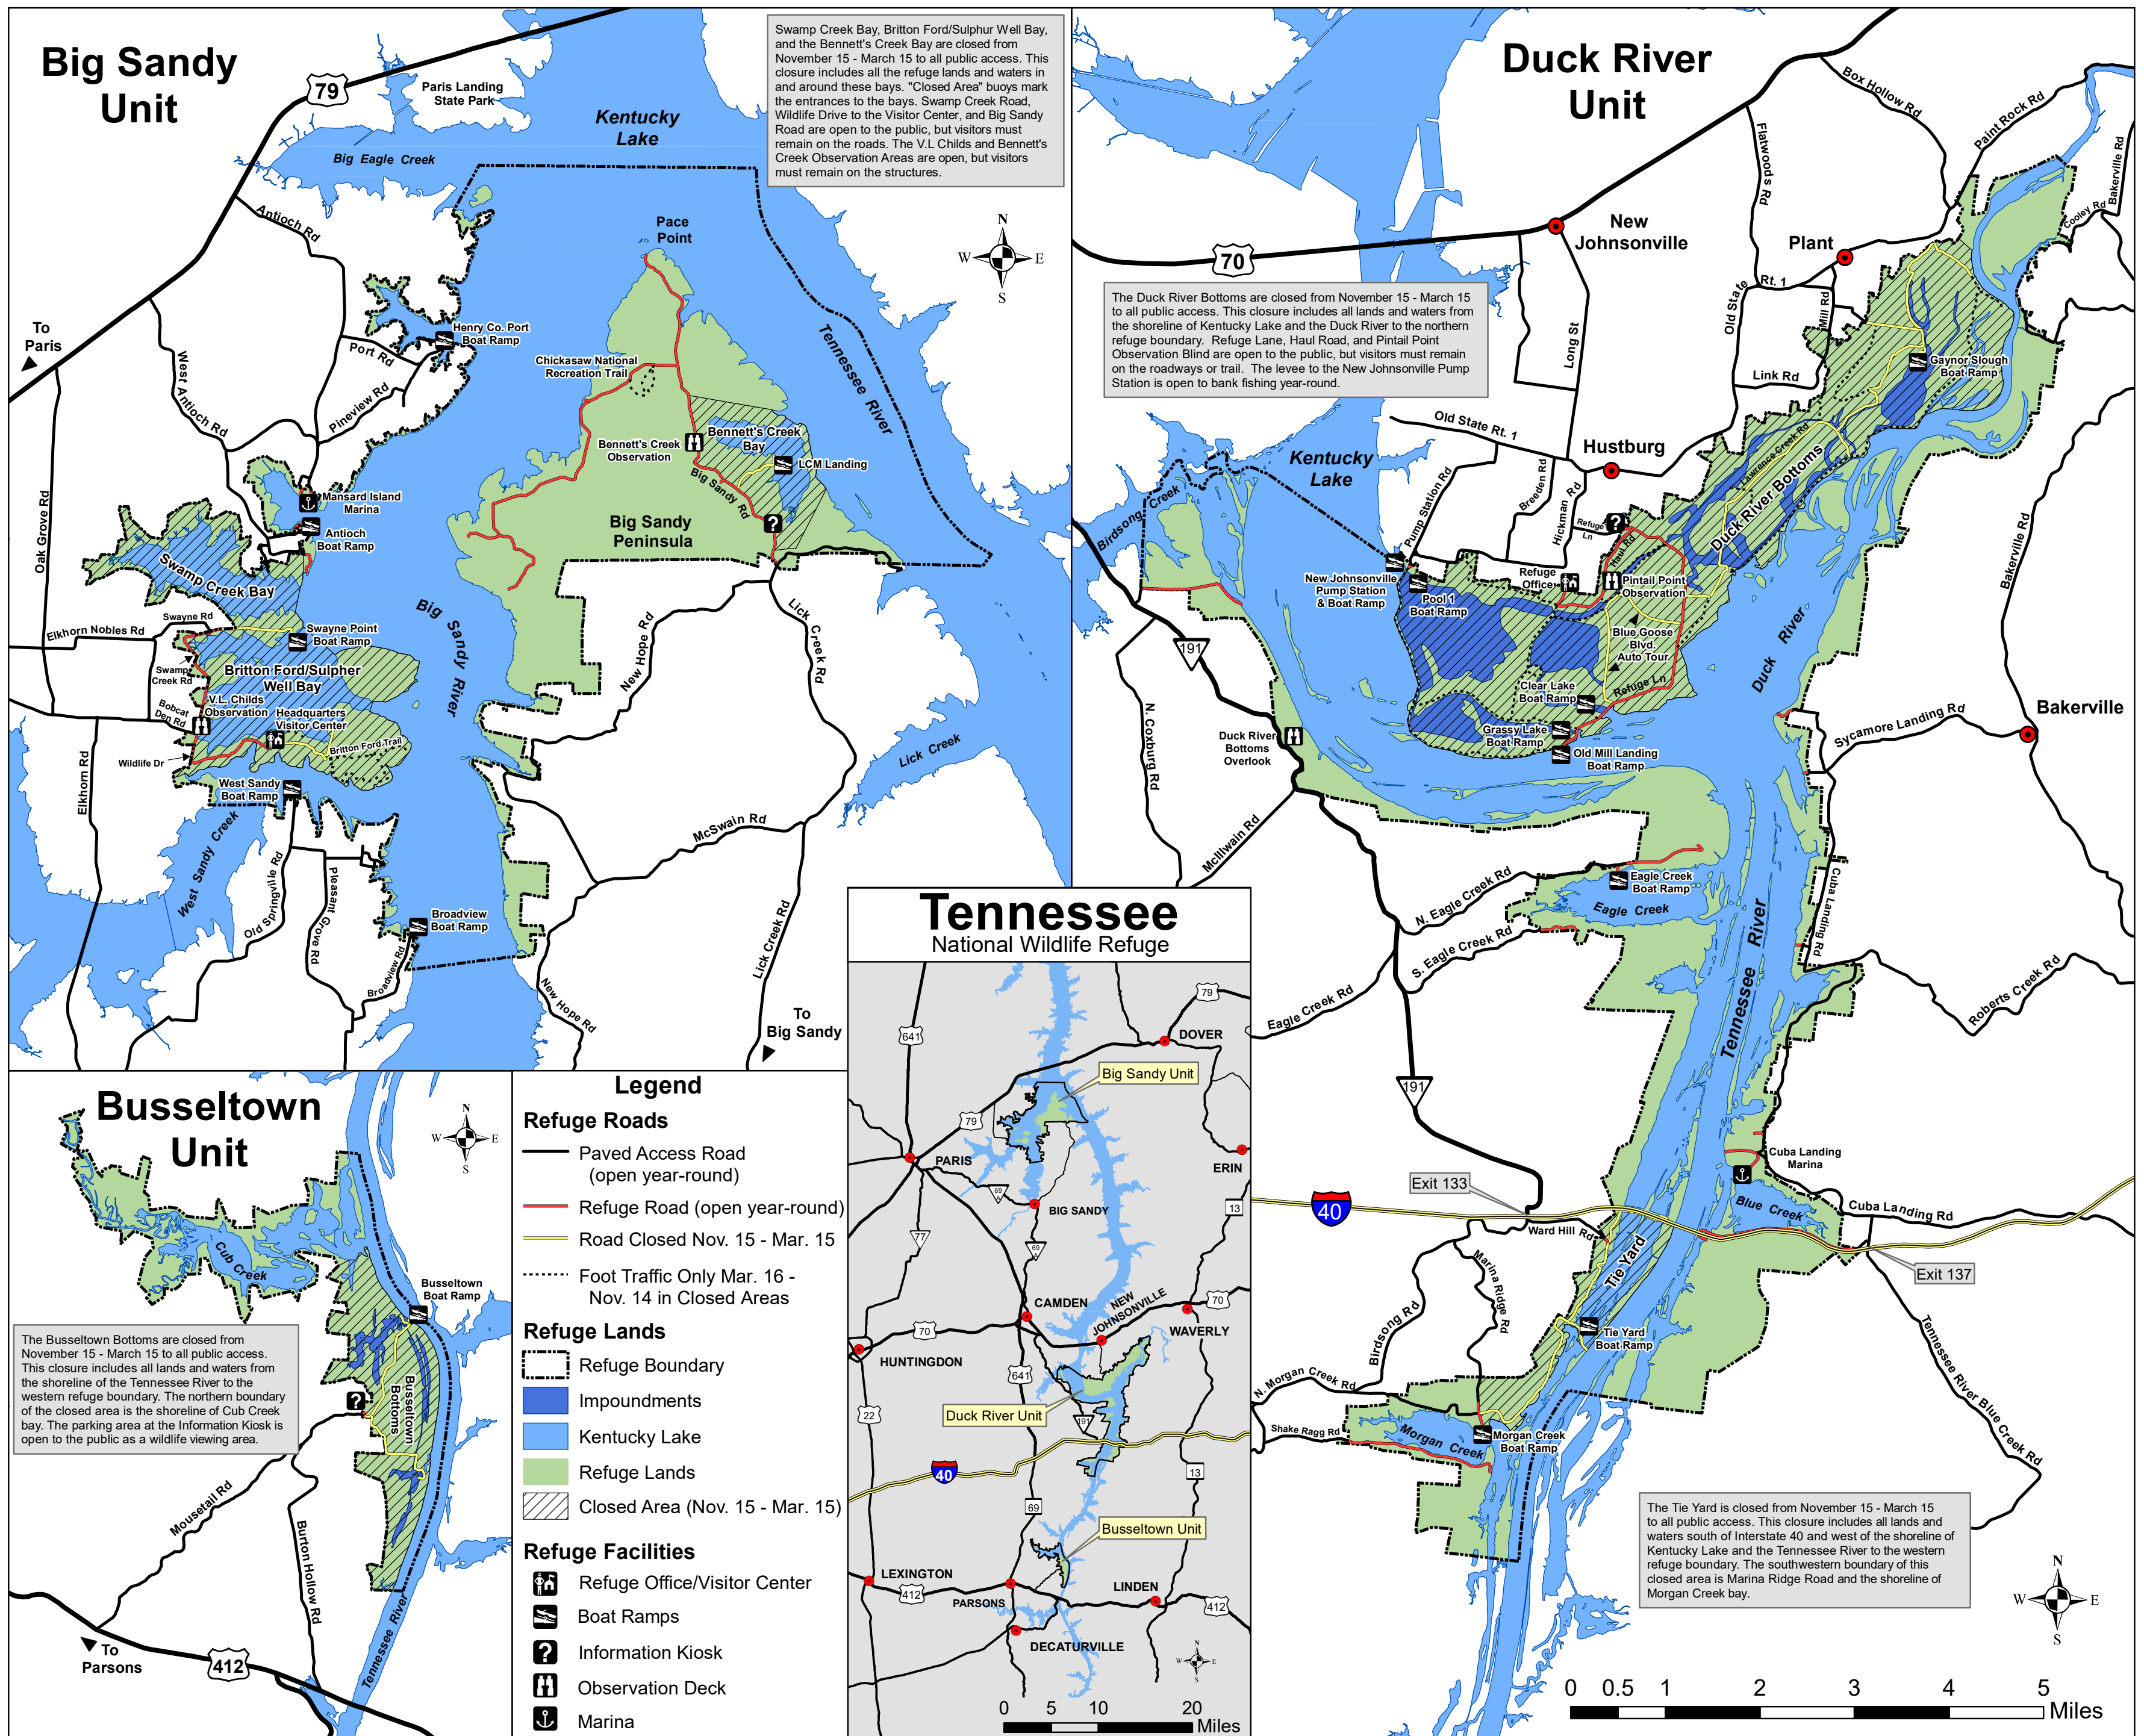 Big Sandy
Unit
79
Paris Landing
State Park
Kentucky
Lake
Big Eagle Creek
Swamp Creek Bay, Britton Ford/Sulphur Well Bay,
and the Bennett's Creek Bay are closed from
November 15 - March 15 to all public access. This
closure includes all the refuge lands and waters in
and around these bays. "Closed Area" buoys mark
the entrances to the bays. Swamp Creek Road,
Wildlife Drive to the Visitor Center, and Big Sandy
Road are open to the public, but visitors must
remain on the roads. The V.L Childs and Bennett's
Creek Observation Areas are open, but visitors
must remain on the structures.
N
W
E
S
Pace
Point
Antioch Rd
To
Paris
West Antioch Rd
Henry Co. Port
Boat Ramp
Port Rd
Pineview Rd
Chickasaw National
Recreation Trail
Tennessee River
Bennett's Creek
Observation
Bennett's Creek
Bay
LCM Landing
Big Sandy Rd
Mansard Island
Marina
Antioch
Boat Ramp
Oak Grove Rd
Big Sandy
Peninsula
Swamp Creek Bay
Big Sandy River
Swayne Rd
Elkhorn Nobles Rd
Swayne Point
Boat Ramp
Swamp
Creek Rd
Britton Ford/Sulpher
Well Bay
Bobcat
Den Rd
V.L. Childs
Observation
Headquarters
Visitor Center
Britton Ford Trail
Wildlife Dr
West Sandy
Boat Ramp
Elkhorn Rd
West Sandy Creek
Old Springville Rd
Pleasant Grove Rd
Broadview
Boat Ramp
Broadview Rd
New Hope Rd
Lick Creek Rd
Lick Creek
McSwain Rd
Lick Creek Rd
New Hope Rd
To
Big Sandy
Duck River
Unit
Box Hollow Rd
Paint Rock Rd
Bakerville Rd
Cooley Rd
Flatwoods Rd
New
Johnsonville
70
Plant
Old State Rt. 1
Mill Rd
The Duck River Bottoms are closed from November 15 - March 15
to all public access. This closure includes all lands and waters from
the shoreline of Kentucky Lake and the Duck River to the northern
refuge boundary. Refuge Lane, Haul Road, and Pintail Point
Observation Blind are open to the public, but visitors must remain
on the roadways or trail. The levee to the New Johnsonville Pump
Station is open to bank fishing year-round.
Long St
Link Rd
Gaynor Slough
Boat Ramp
Old State Rt. 1
Hustburg
Kentucky
Lake
Birdsong Creek
Pump Station Rd
Breeden Rd
Hickman Rd
Refuge
Ln
Haul Rd
Lawrence Creek Rd
Duck River Bottoms
New Johnsonville
Pump Station
& Boat Ramp
Pool 1
Boat Ramp
Refuge
Office
Pintail Point
Observation
Blue Goose
Blvd.
Auto Tour
Clear Lake
Boat Ramp
Refuge Ln
Grassy Lake
Boat Ramp
Old Mill Landing
Boat Ramp
Duck River
Bakerville Rd
Bakerville
Sycamore Landing Rd
191
N. Coxburg Rd
Duck River
Bottoms
Overlook
McIllwain Rd
N. Eagle Creek Rd
Eagle Creek
Boat Ramp
Eagle Creek
S. Eagle Creek Rd
Eagle Creek Rd
Cuba Landing Rd
Tennessee River
Roberts Creek Rd
191
Cuba Landing
Marina
Exit 133
40
Blue Creek
Cuba Landing Rd
Exit 137
Ward Hill Rd
Tie Yard
Marina Ridge Rd
Birdsong Rd
Tie Yard
Boat Ramp
N. Morgan Creek Rd
Shake Ragg Rd
Morgan Creek
Morgan Creek
Boat Ramp
Tennessee River Blue Creek Rd
The Tie Yard is closed from November 15 - March 15
to all public access. This closure includes all lands and
waters south of Interstate 40 and west of the shoreline of
Kentucky Lake and the Tennessee River to the western
refuge boundary. The southwestern boundary of this
closed area is Marina Ridge Road and the shoreline of
Morgan Creek bay.
N
W
E
S
0 0.5 1 2 3 4 5
Miles
Busseltown
Unit
N
W
E
S
Cub Creek
Busseltown
Boat Ramp
The Busseltown Bottoms are closed from
November 15 - March 15 to all public access.
This closure includes all lands and waters from
the shoreline of the Tennessee River to the
western refuge boundary. The northern boundary
of the closed area is the shoreline of Cub Creek
bay. The parking area at the Information Kiosk is
open to the public as a wildlife viewing area.
Busseltown
Bottoms
Mousetail Rd
Burton Hollow Rd
Tennessee River
To
Parsons
412
Legend
Refuge Roads
Paved Access Road
(open year-round)
Refuge Road (open year-round)
Road Closed Nov. 15 - Mar. 15
Foot Traffic Only Mar. 16 -
Nov. 14 in Closed Areas
Refuge Lands
Refuge Boundary
Impoundments
Kentucky Lake
Refuge Lands
Closed Area (Nov. 15 - Mar. 15)
Refuge Facilities
Refuge Office/Visitor Center
Boat Ramps
? Information Kiosk
Observation Deck
Marina
Tennessee
National Wildlife Refuge
79
641
DOVER
Big Sandy Unit
79
PARIS
ERIN
69
A
BIG SANDY
13
77
69
CAMDEN
NEW
JOHNSONVILLE
70
WAVERLY
70
HUNTINGDON
641
22
Duck River Unit
191
40
13
69
Busseltown Unit
LEXINGTON
412
PARSONS
LINDEN
412
DECATURVILLE
N
W
E
S
0 5 10 20
Miles